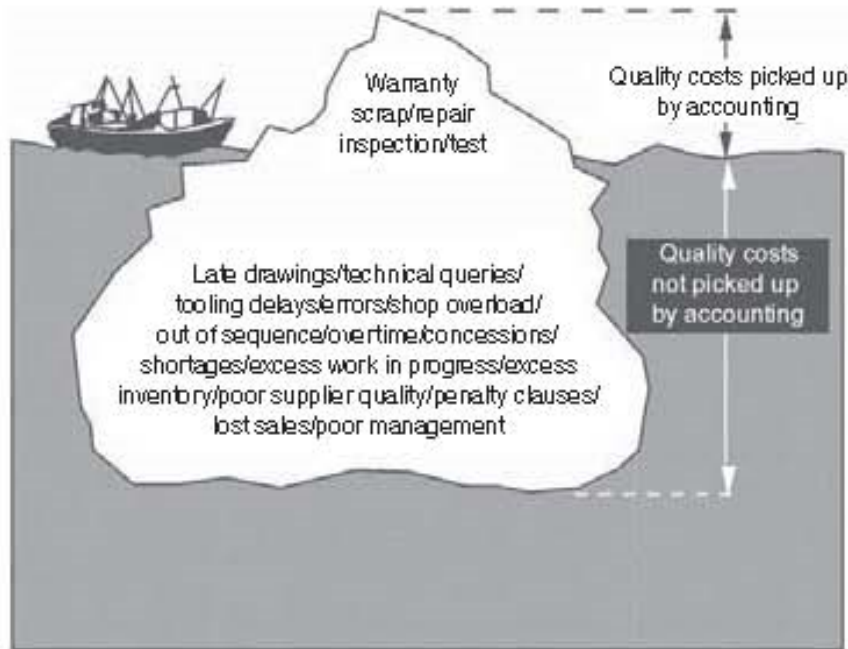 Warranty
scrap/repair
inspection/test
Quality costs picked up
by accounting
Quality costs
not picked up
by accounting
Late drawings/technical queries/
tooling delays/errors/shop overload/
out of sequence/overtime/concessions/
shortages/excess work in progress/excess
inventory/poor supplier quality/penalty clauses/
lost sales/poor management